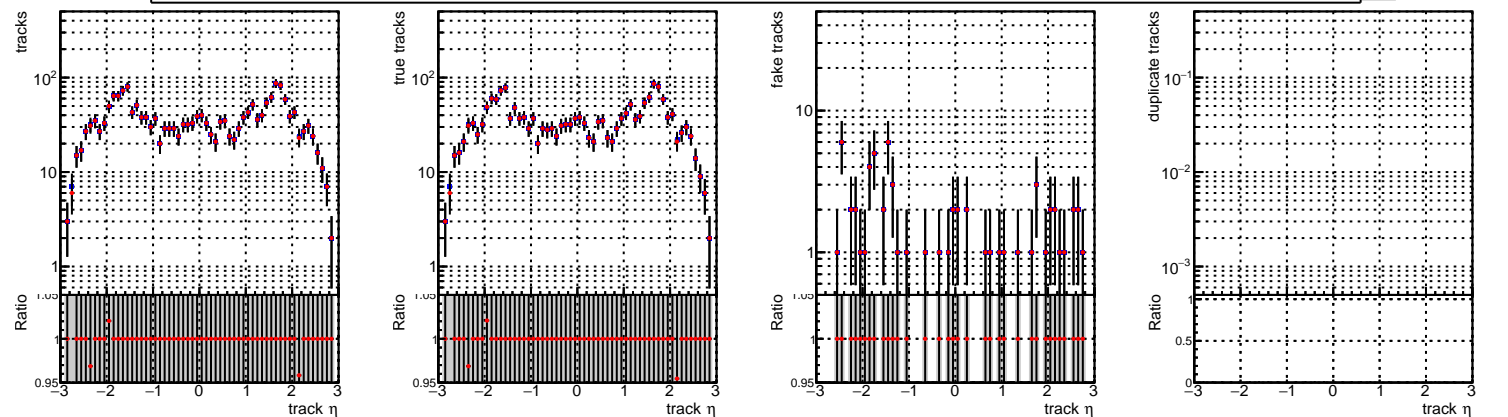 tracks
10²
10
1
1.05
Ratio
1
0.95
−3 −2 −1 0 1 2 3
track η
true tracks
10²
10
1
1.05
Ratio
1
0.95
−3 −2 −1 0 1 2 3
track η
fake tracks
10
1
1.05
Ratio
1
0.95
−3 −2 −1 0 1 2 3
track η
duplicate tracks
10⁻¹
10⁻²
10⁻³
Ratio
1
0.5
0
−3 −2 −1 0 1 2 3
track η